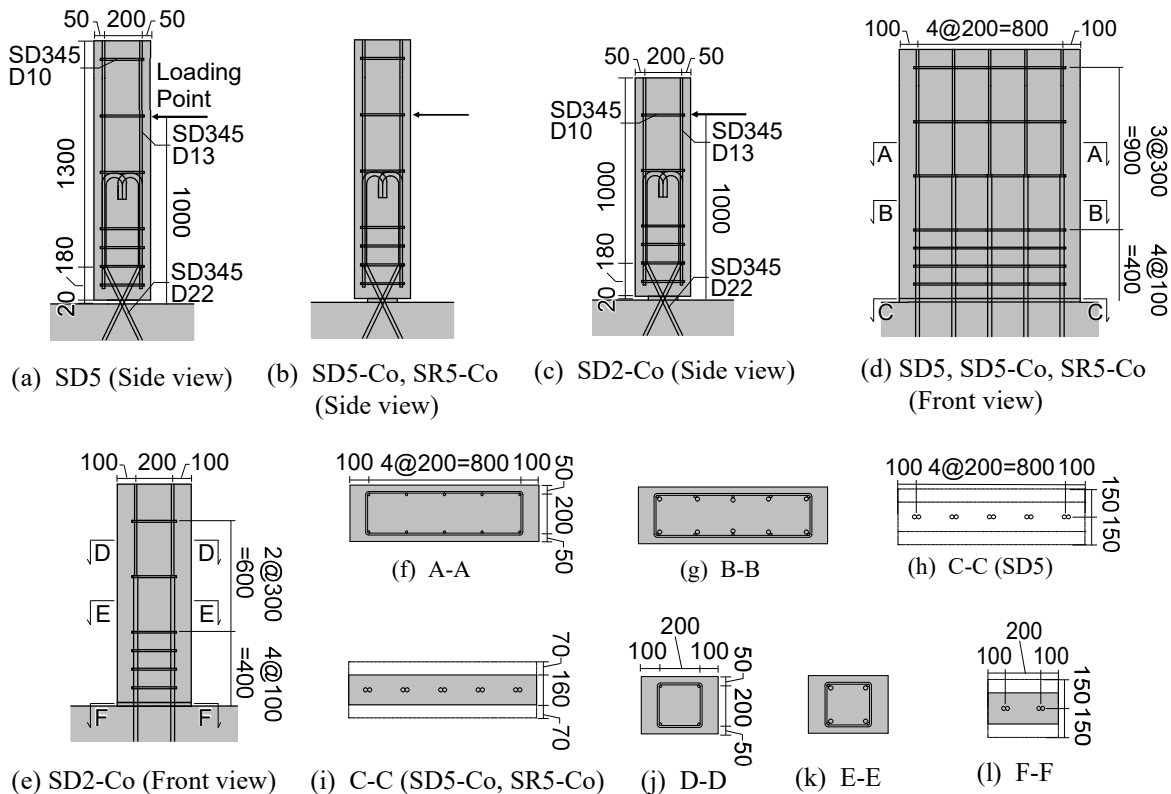 50 200 50
SD345
D10
Loading
Point
SD345
D13
1300
1000
180
SD345
D22
20
(a) SD5 (Side view)
(b) SD5-Co, SR5-Co
(Side view)
50 200 50
SD345
D10
SD345
D13
1000
1000
180
SD345
D22
20
(c) SD2-Co (Side view)
100 4@200=800 100
A A
B B
C C
3@300
=900
4@100
=400
(d) SD5, SD5-Co, SR5-Co
(Front view)
100 200 100
D D
E E
F F
2@300
=600
4@100
=400
(e) SD2-Co (Front view)
100 4@200=800 100
50
200
50
(f) A-A
(g) B-B
100 4@200=800 100
150
150
(h) C-C (SD5)
70
160
70
(i) C-C (SD5-Co, SR5-Co)
200
100 100
50
200
50
(j) D-D
(k) E-E
200
100 100
150
150
(l) F-F